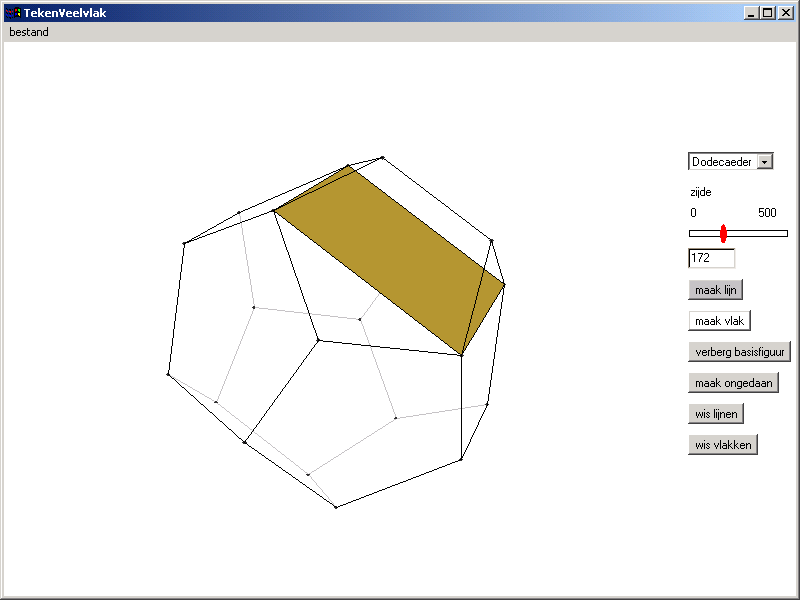 TekenVeelvlak
bestand
Dodecaeder
zijde
0 500
172
maak lijn
maak vlak
verberg basisfiguur
maak ongedaan
wis lijnen
wis vlakken